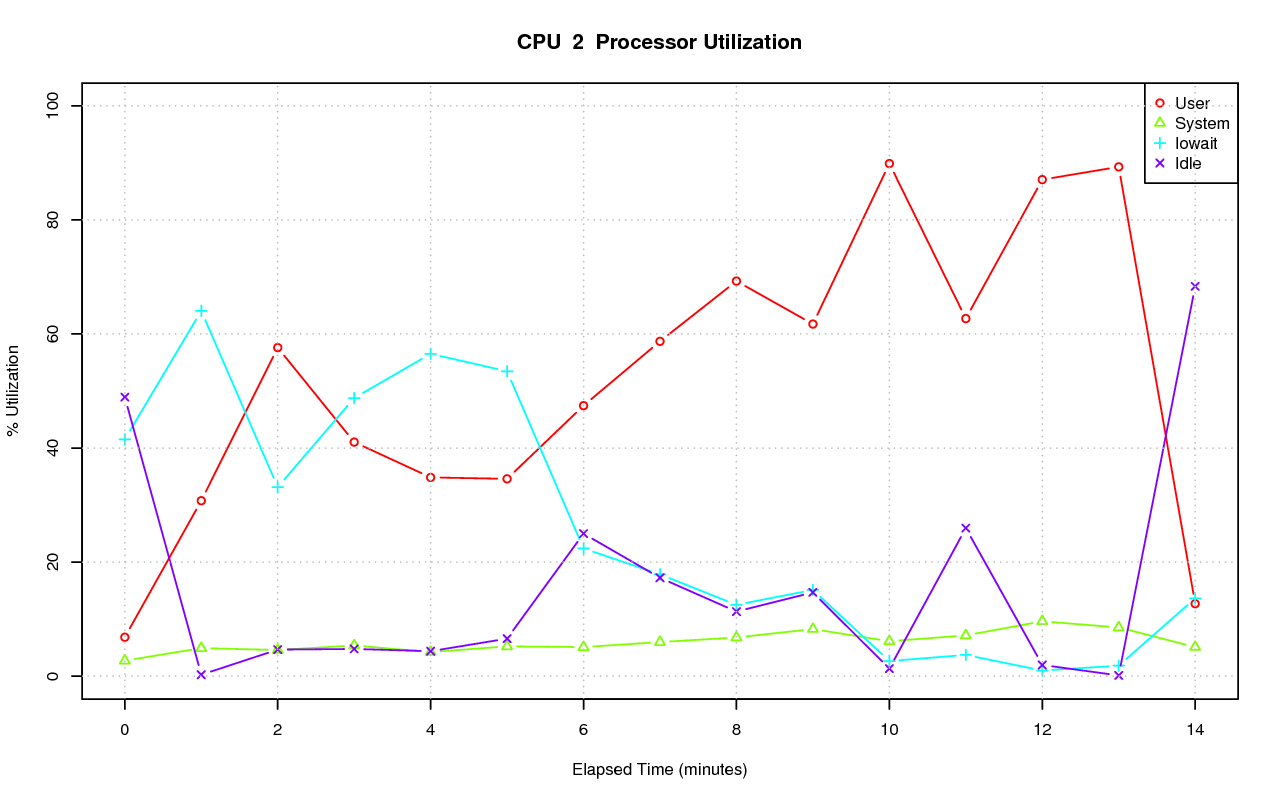 CPU  2  Processor Utilization
User
System
Iowait
Idle
% Utilization
100
80
60
40
20
0
0 2 4 6 8 10 12 14
Elapsed Time (minutes)